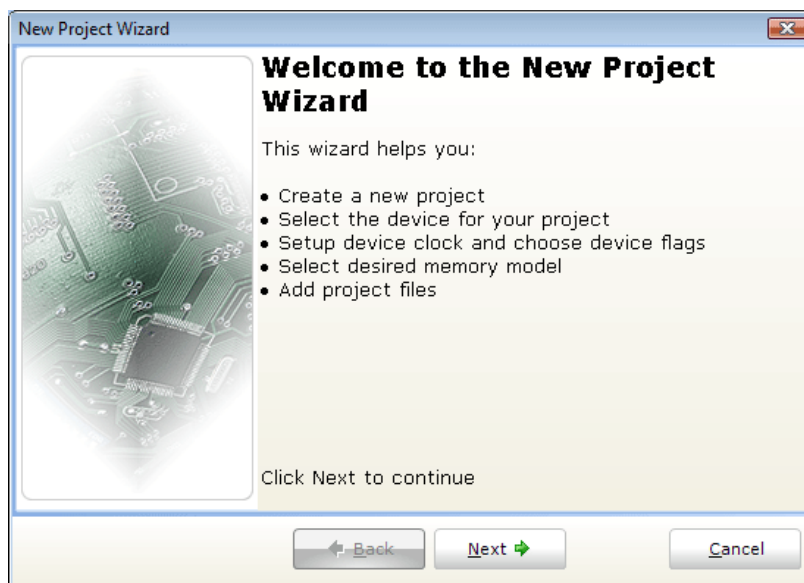 New Project Wizard
Welcome to the New Project
Wizard
This wizard helps you:
• Create a new project
• Select the device for your project
• Setup device clock and choose device flags
• Select desired memory model
• Add project files
Click Next to continue
Back Next Cancel